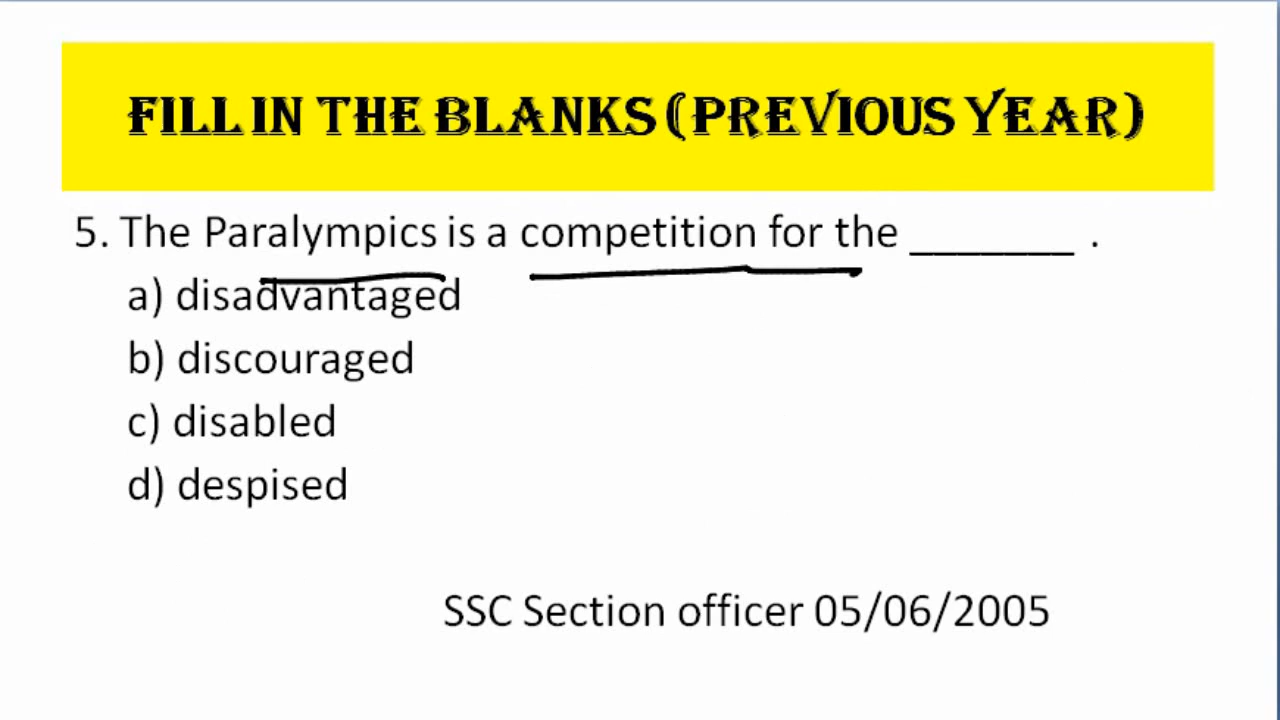 FILL IN THE BLANKS (PREVIOUS YEAR)
5. The Paralympics is a competition for the _______ .
a) disadvantaged
b) discouraged
c) disabled
d) despised
SSC Section officer 05/06/2005